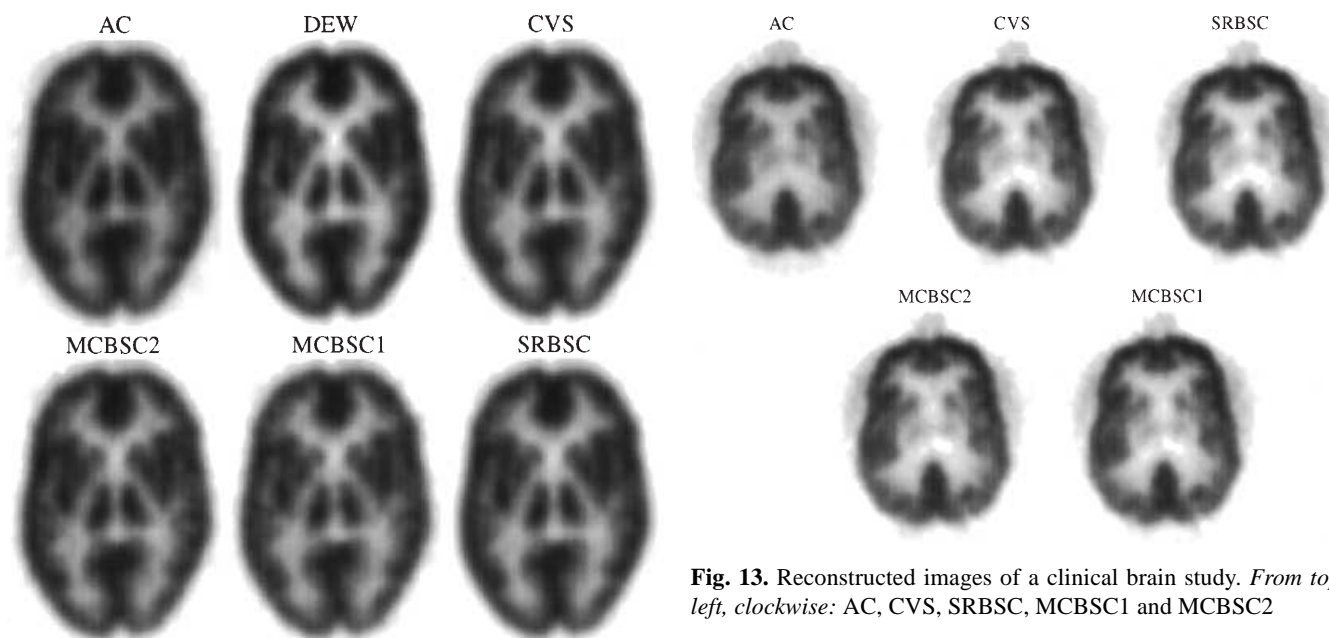 AC DEW CVS
MCBSC2 MCBSC1 SRBSC
AC CVS SRBSC
MCBSC2 MCBSC1
Fig. 13. Reconstructed images of a clinical brain study. From
left, clockwise: AC, CVS, SRBSC, MCBSC1 and MCBSC2